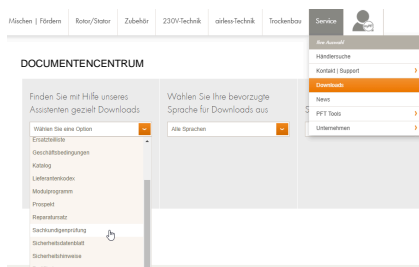 Mischen | Fördern Rotor/Stator Zubehör 230V-Technik airless-Technik Trockenbau Service
Ihre Auswahl
Händlersuche
Kontakt | Support
Downloads
News
PFT Tools
Unternehmen
DOCUMENTENCENTRUM
Finden Sie mit Hilfe unseres
Assistenten gezielt Downloads
Wählen Sie eine Option
Ersatzteilliste
Geschäftsbedingungen
Katalog
Lieferantenkodex
Modulprogramm
Prospekt
Reparatursatz
Sachkundigenprüfung
Sicherheitsdatenblatt
Sicherheitshinweise
Wählen Sie Ihre bevorzugte
Sprache für Downloads aus
Alle Sprachen